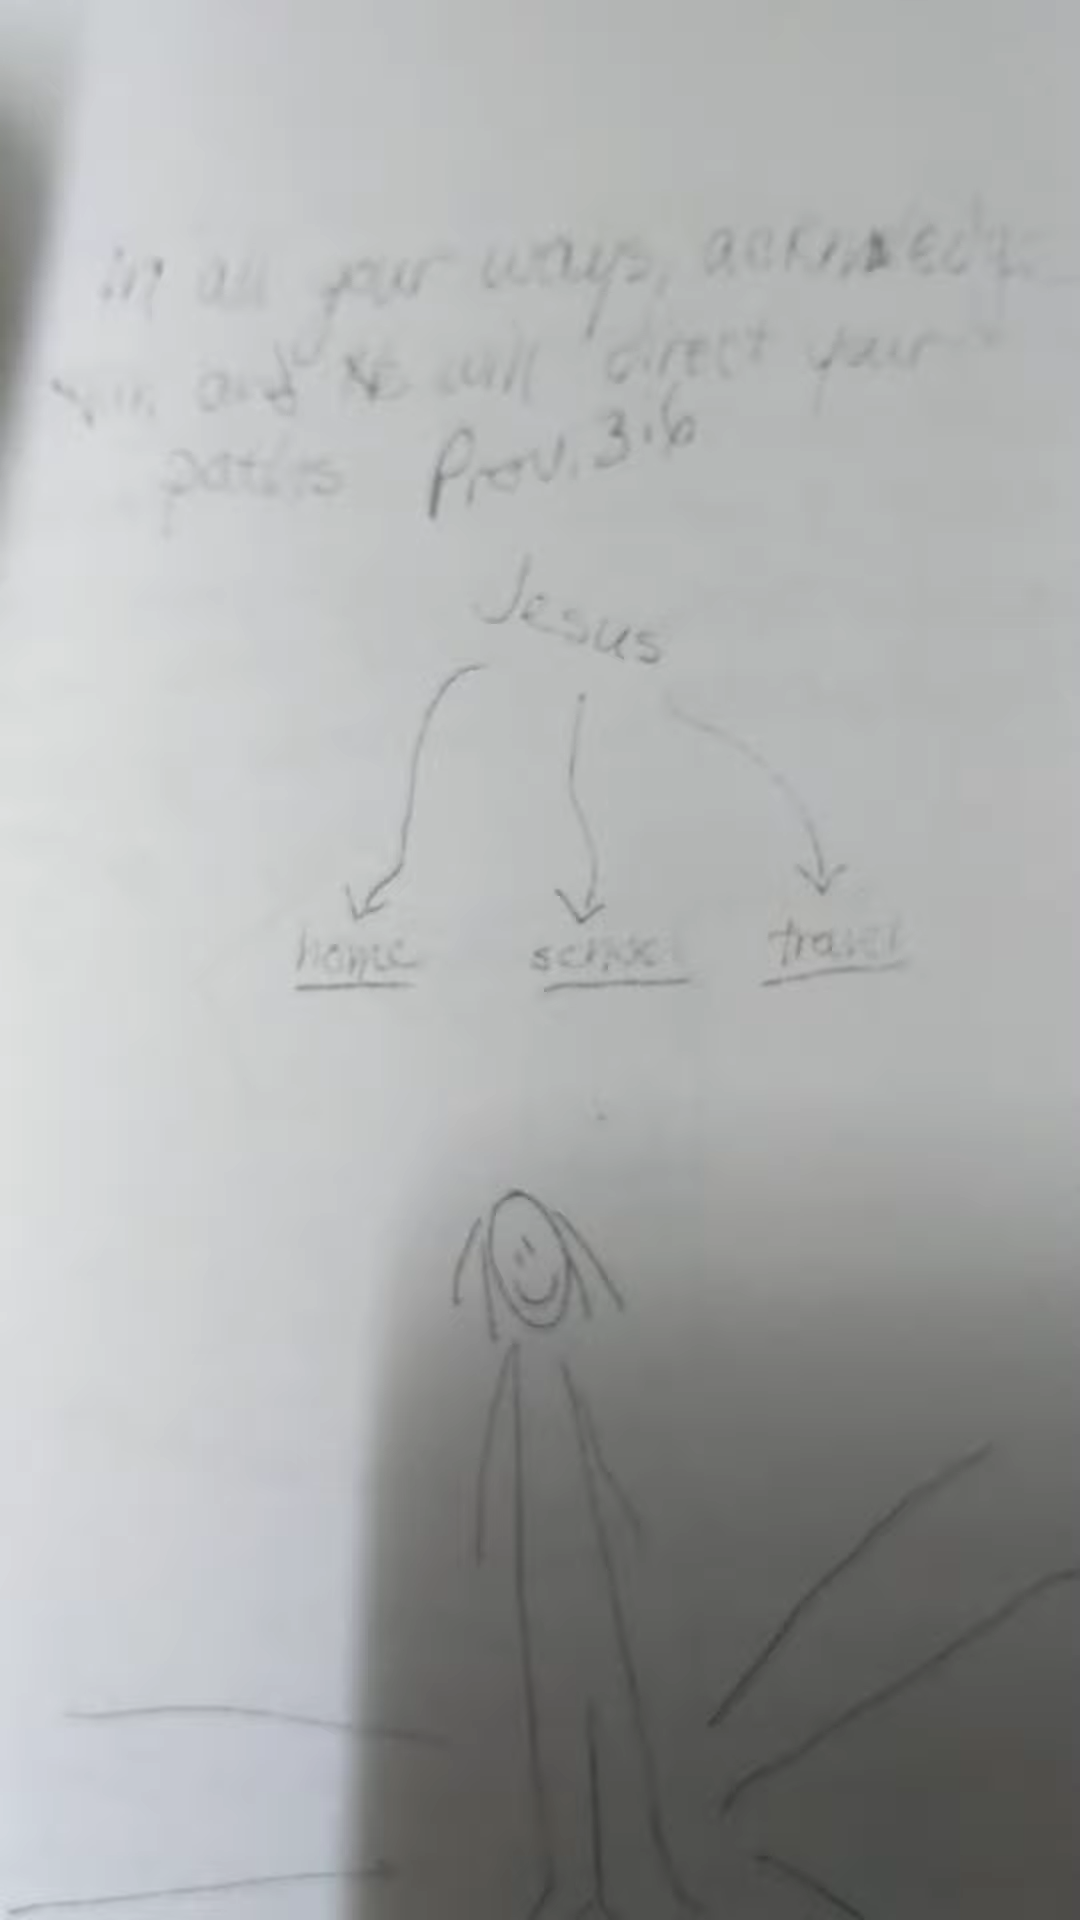 in all your ways, acknowledge
him and he will direct your
paths Prov. 3:6
Jesus
home school travel